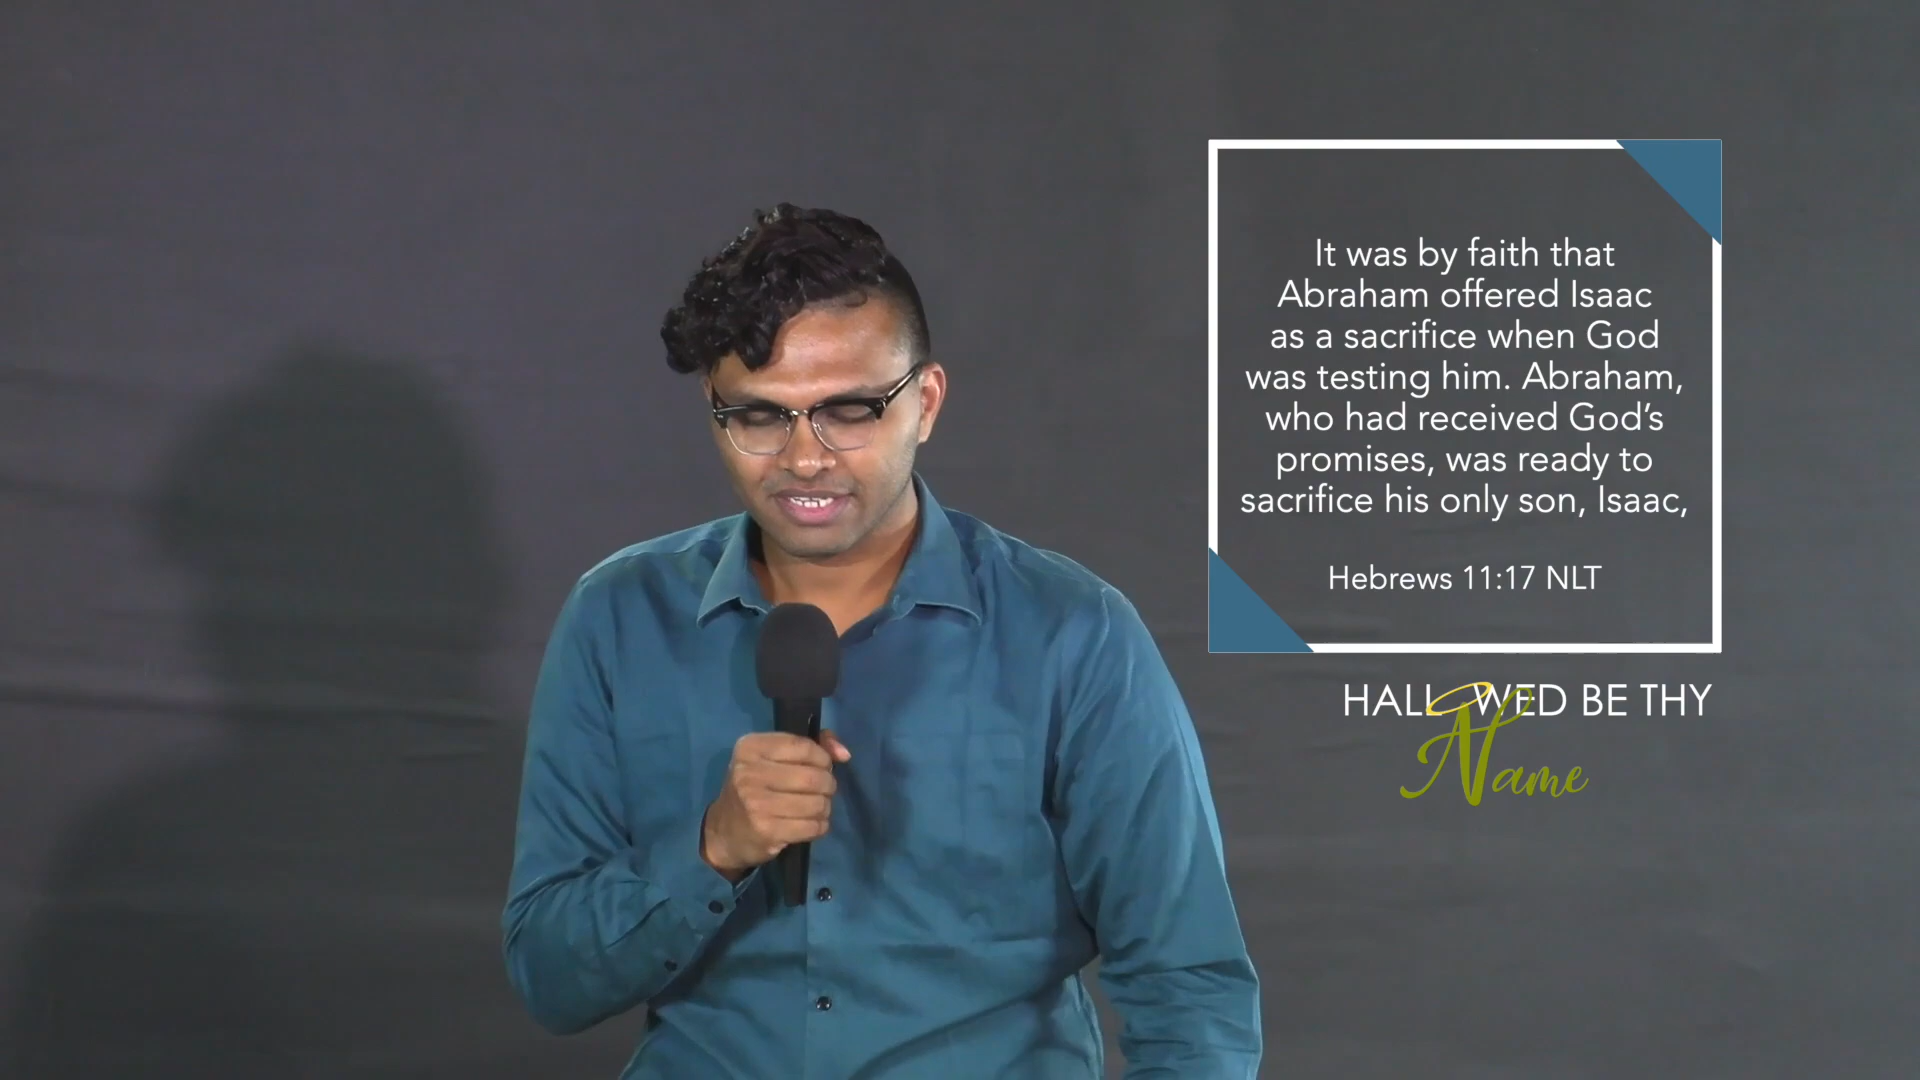 It was by faith that
Abraham offered Isaac
as a sacrifice when God
was testing him. Abraham,
who had received God's
promises, was ready to
sacrifice his only son, Isaac,
Hebrews 11:17 NLT
HALLOWED BE THY
Name